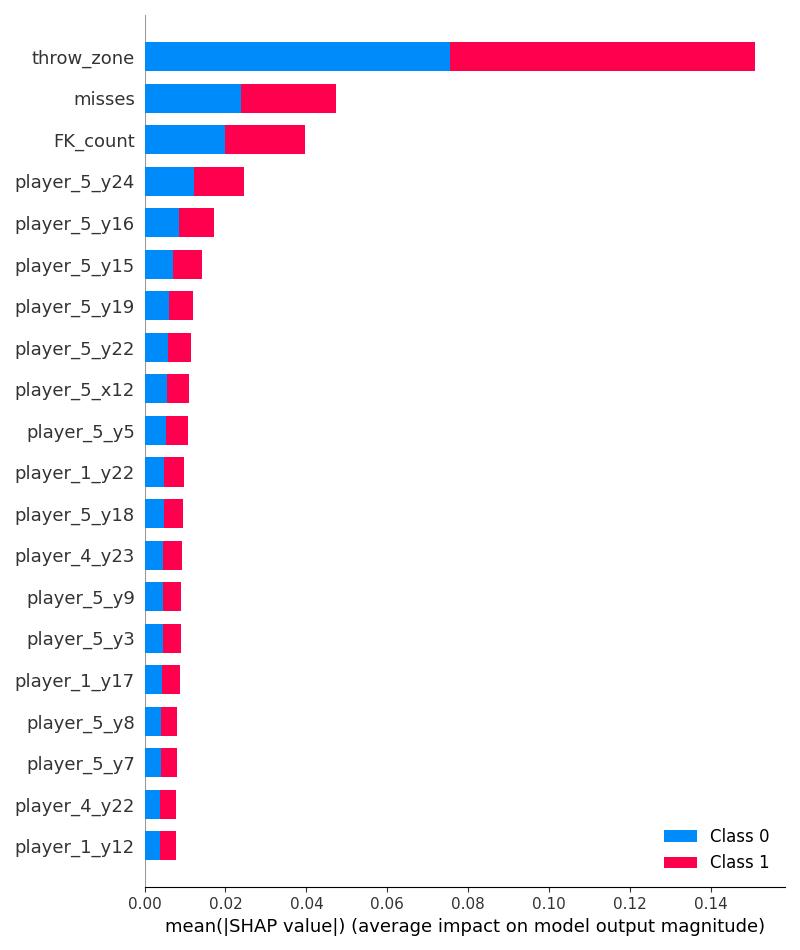 throw_zone
misses
FK_count
player_5_y24
player_5_y16
player_5_y15
player_5_y19
player_5_y22
player_5_x12
player_5_y5
player_1_y22
player_5_y18
player_4_y23
player_5_y9
player_5_y3
player_1_y17
player_5_y8
player_5_y7
player_4_y22
player_1_y12
Class 0
Class 1
0.00 0.02 0.04 0.06 0.08 0.10 0.12 0.14
mean(|SHAP value|) (average impact on model output magnitude)